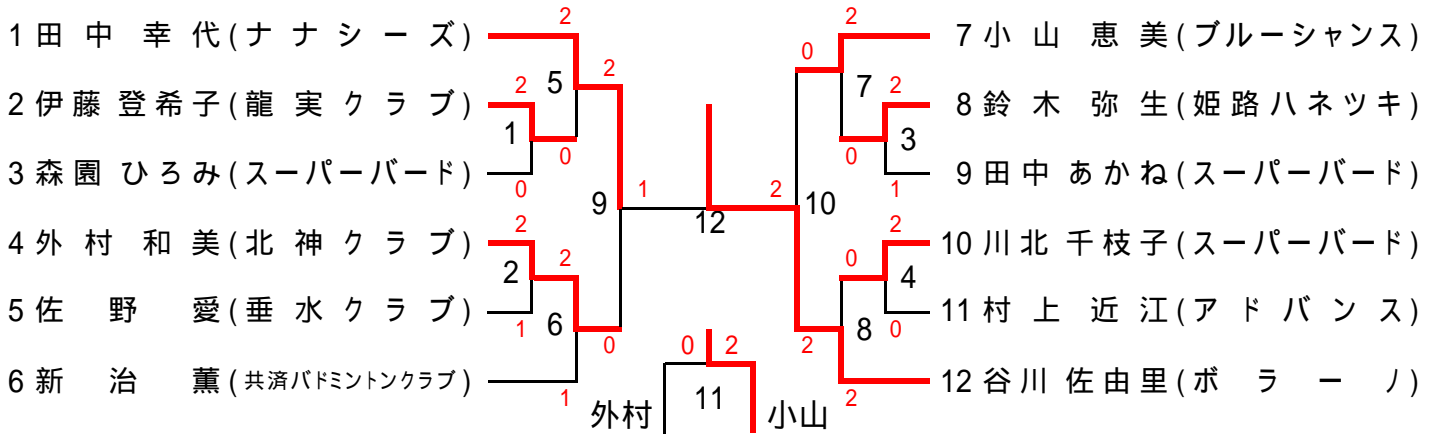 1 田中 幸代(ナナシーズ)
2 伊藤 登希子(龍実クラブ)
3 森園 ひろみ(スーパーバード)
4 外村 和美(北神クラブ)
5 佐野 愛(垂水クラブ)
6 新治 薫(共済バドミントンクラブ)
2
2
5
2
1
0
0
9
1
2
2
2
6
1
0
1
12
2
0 2
11
外村 小山
2
0
7
2
3
0
1
10
2
0
4
0
8
2
2
7 小山 恵美(ブルーシャンス)
8 鈴木 弥生(姫路ハネツキ)
9 田中 あかね(スーパーバード)
10 川北 千枝子(スーパーバード)
11 村上 近江(アドバンス)
12 谷川 佐由里(ボラーノ)